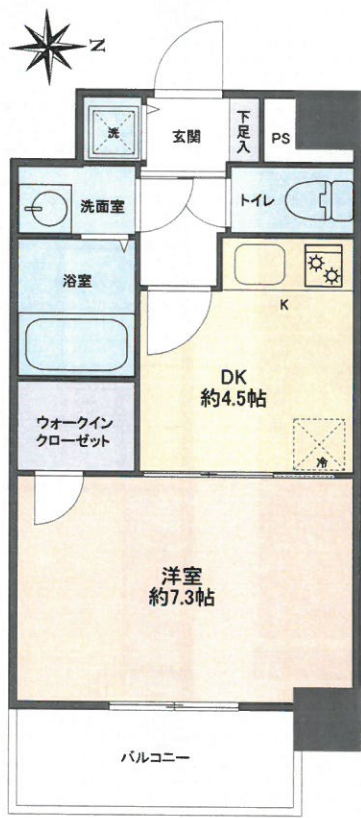 N
洗
玄関
下足入
PS
洗面室
トイレ
浴室
K
DK
約4.5帖
ウォークイン
クローゼット
冷
洋室
約7.3帖
バルコニー